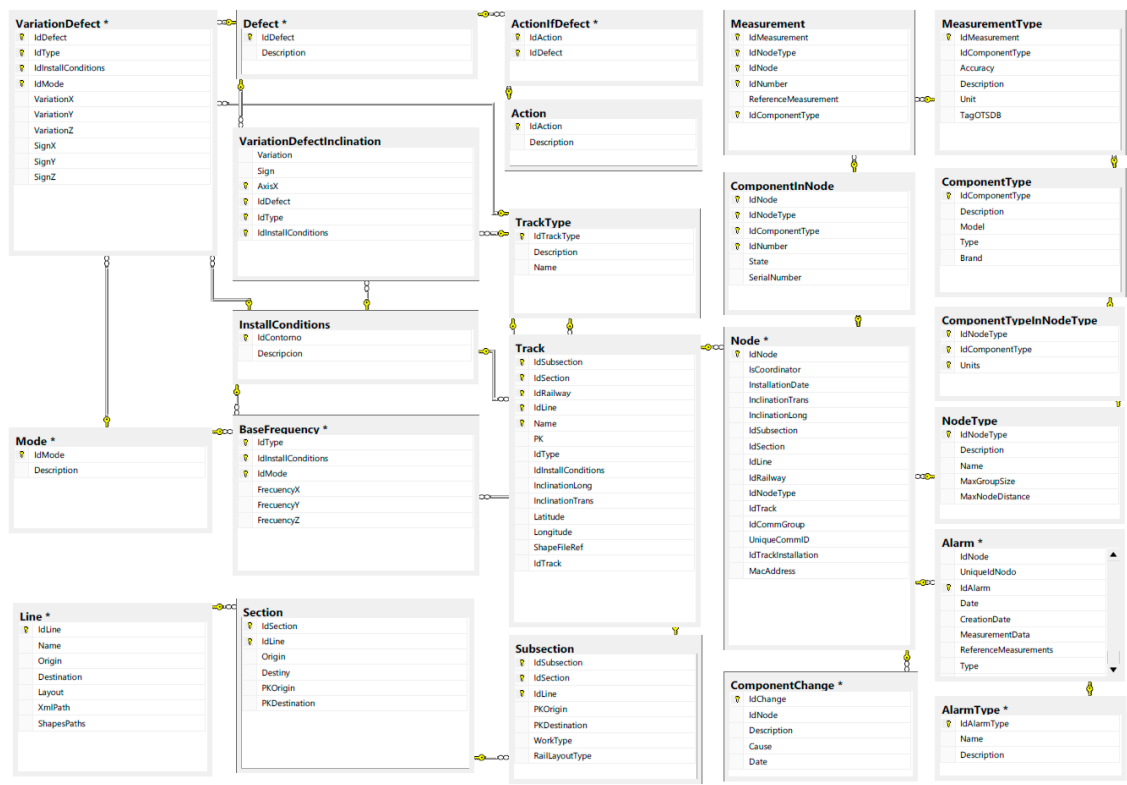 VariationDefect *
IdDefect
IdType
IdInstallConditions
IdMode
VariationX
VariationY
VariationZ
SignX
SignY
SignZ
Defect *
IdDefect
Description
ActionIfDefect *
IdAction
IdDefect
Action
IdAction
Description
VariationDefectInclination
Variation
Sign
AxisX
IdDefect
IdType
IdInstallConditions
TrackType
IdTrackType
Description
Name
InstallConditions
IdContorno
Descripcion
Mode *
IdMode
Description
BaseFrequency *
IdType
IdInstallConditions
IdMode
FrecuencyX
FrecuencyY
FrecuencyZ
Track
IdSubsection
IdSection
IdRailway
IdLine
Name
PK
IdType
IdInstallConditions
InclinationLong
InclinationTrans
Latitude
Longitude
ShapeFileRef
IdTrack
Line *
IdLine
Name
Origin
Destination
Layout
XmlPath
ShapesPaths
Section
IdSection
IdLine
Origin
Destiny
PKOrigin
PKDestination
Subsection
IdSubsection
IdSection
IdLine
PKOrigin
PKDestination
WorkType
RailLayoutType
Measurement
IdMeasurement
IdNodeType
IdNode
IdNumber
ReferenceMeasurement
IdComponentType
MeasurementType
IdMeasurement
IdComponentType
Accuracy
Description
Unit
TagOTSDB
ComponentInNode
IdNode
IdNodeType
IdComponentType
IdNumber
State
SerialNumber
ComponentType
IdComponentType
Description
Model
Type
Brand
ComponentTypeInNodeType
IdNodeType
IdComponentType
Units
Node *
IdNode
IsCoordinator
InstallationDate
InclinationTrans
InclinationLong
IdSubsection
IdSection
IdLine
IdRailway
IdNodeType
IdTrack
IdCommGroup
UniqueCommID
IdTrackInstallation
MacAddress
NodeType
IdNodeType
Description
Name
MaxGroupSize
MaxNodeDistance
Alarm *
IdNode
UniqueIdNodo
IdAlarm
Date
CreationDate
MeasurementData
ReferenceMeasurements
Type
ComponentChange *
IdChange
IdNode
Description
Cause
Date
AlarmType *
IdAlarmType
Name
Description